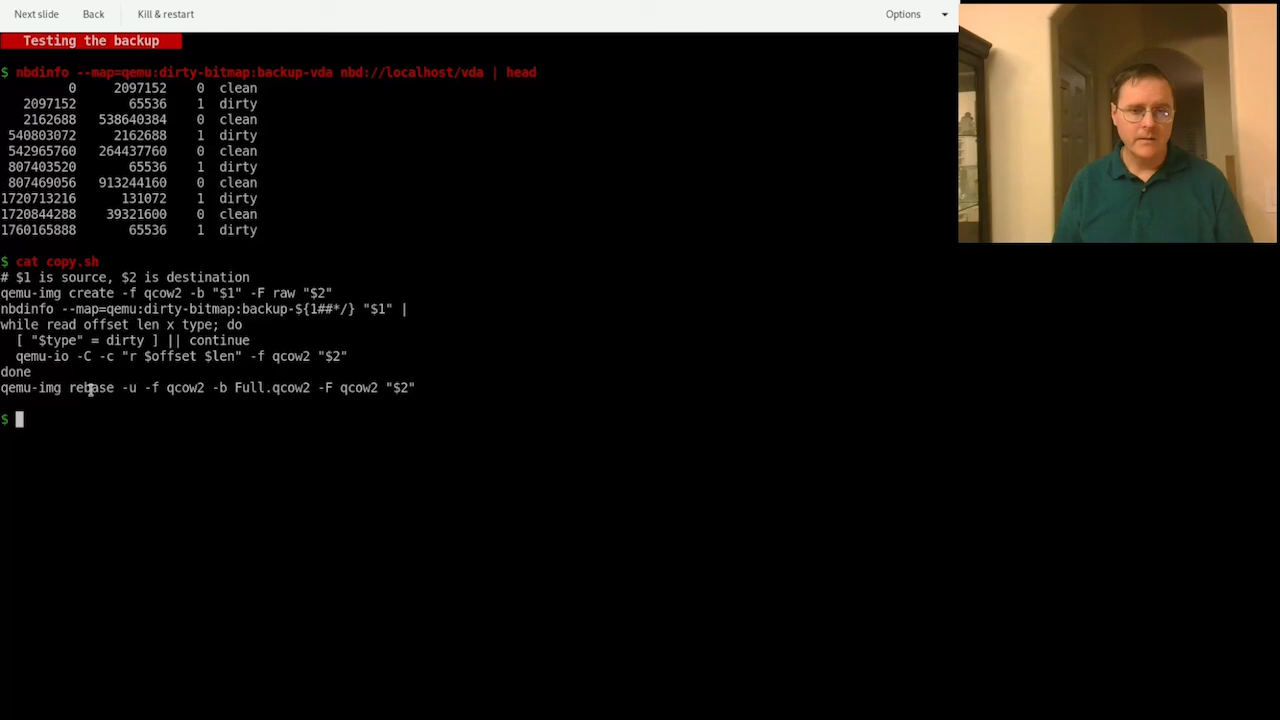 Next slide Back Kill & restart Options
Testing the backup
$ nbdinfo --map=qemu:dirty-bitmap:backup-vda nbd://localhost/vda | head
0 2097152 0 clean
2097152 65536 1 dirty
2162688 538640384 0 clean
540803072 2162688 1 dirty
542965760 264437760 0 clean
807403520 65536 1 dirty
807469056 913244160 0 clean
1720713216 131072 1 dirty
1720844288 39321600 0 clean
1760165888 65536 1 dirty
$ cat copy.sh
# $1 is source, $2 is destination
qemu-img create -f qcow2 -b "$1" -F raw "$2"
nbdinfo --map=qemu:dirty-bitmap:backup-${1##*/} "$1" |
while read offset len x type; do
[ "$type" = dirty ] || continue
qemu-io -C -c "r $offset $len" -f qcow2 "$2"
done
qemu-img rebase -u -f qcow2 -b Full.qcow2 -F qcow2 "$2"
$